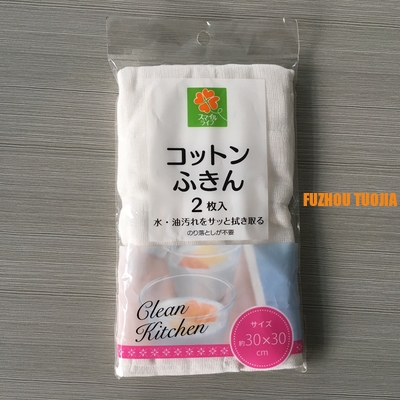 スマイル
ライフ
コットン
ふきん
2枚入
水・油汚れをサッと拭き取る
のり落としが不要
FUZHOU TUOJIA
Clean
Kitchen
サイズ
約30×30
cm